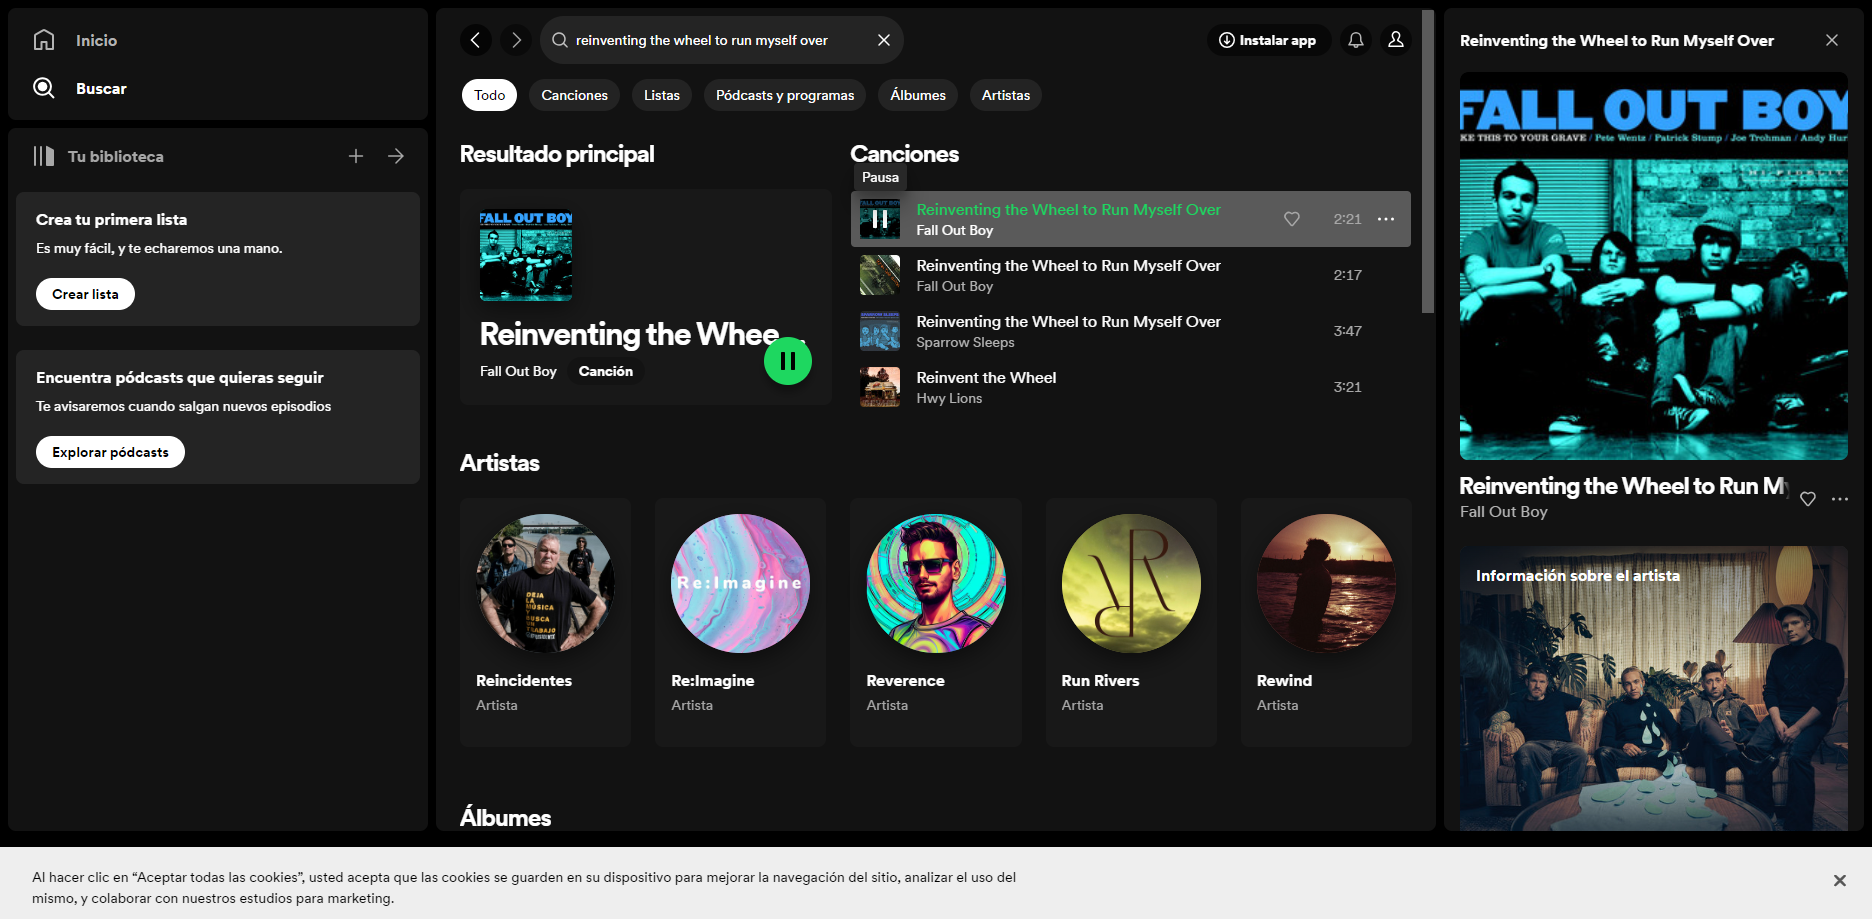 Inicio
Buscar
Tu biblioteca
Crea tu primera lista
Es muy fácil, y te echaremos una mano.
Crear lista
Encuentra pódcasts que quieras seguir
Te avisaremos cuando salgan nuevos episodios
Explorar pódcasts
reinventing the wheel to run myself over
Instalar app
Todo
Canciones
Listas
Pódcasts y programas
Álbumes
Artistas
Resultado principal
FALL OUT BOY
Reinventing the Whee...
Fall Out Boy
Canción
Canciones
Pausa
Reinventing the Wheel to Run Myself Over
Fall Out Boy
2:21
Reinventing the Wheel to Run Myself Over
Fall Out Boy
2:17
Reinventing the Wheel to Run Myself Over
Sparrow Sleeps
3:47
Reinvent the Wheel
Hwy Lions
3:21
Artistas
DEJA
LA
MÚSICA
Y
BUSCA
UN
TRABAJO
Reincidentes
Artista
Re:Imagine
Re:Imagine
Artista
Reverence
Artista
Run Rivers
Artista
Rewind
Artista
Álbumes
Reinventing the Wheel to Run Myself Over
FALL OUT BOY
KE THIS TO YOUR GRAVE / Pete Wentz / Patrick Stump / Joe Trohman / Andy Hur
HI FIDELIT
Reinventing the Wheel to Run M
Fall Out Boy
Información sobre el artista
Al hacer clic en “Aceptar todas las cookies”, usted acepta que las cookies se guarden en su dispositivo para mejorar la navegación del sitio, analizar el uso del
mismo, y colaborar con nuestros estudios para marketing.